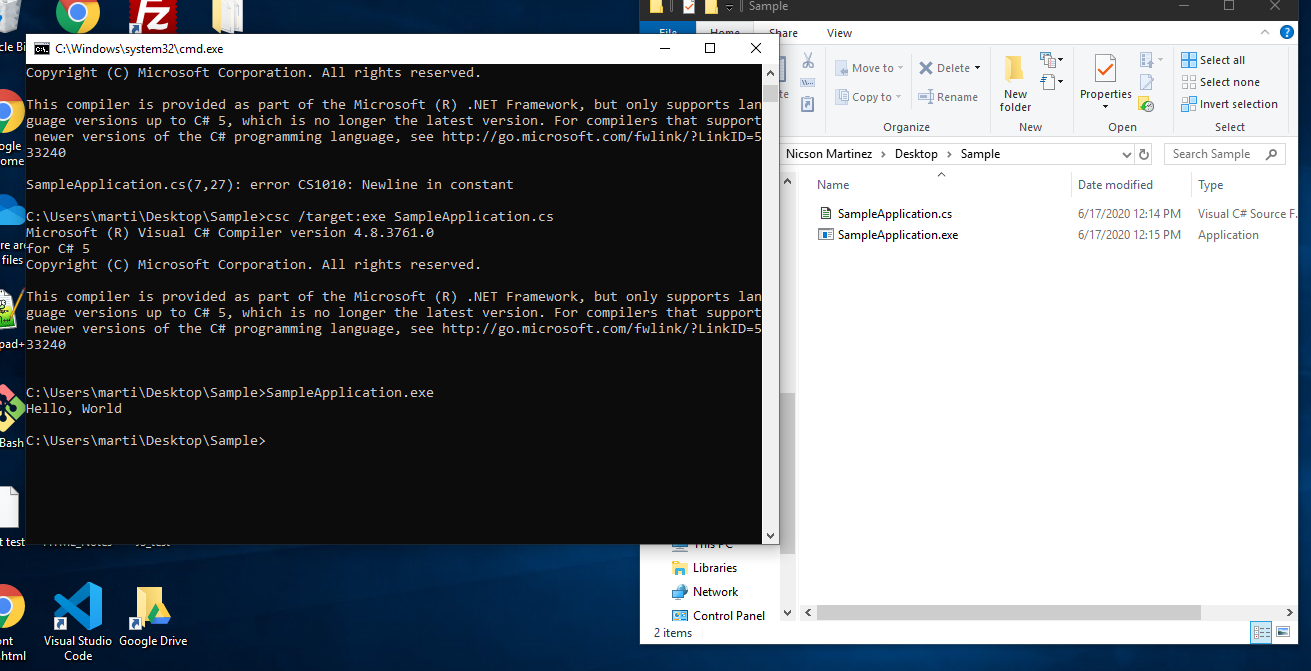 C:\Windows\system32\cmd.exe
Copyright (C) Microsoft Corporation. All rights reserved.
This compiler is provided as part of the Microsoft (R) .NET Framework, but only supports lan
guage versions up to C# 5, which is no longer the latest version. For compilers that support
newer versions of the C# programming language, see http://go.microsoft.com/fwlink/?LinkID=5
33240
SampleApplication.cs(7,27): error CS1010: Newline in constant
C:\Users\marti\Desktop\Sample>csc /target:exe SampleApplication.cs
Microsoft (R) Visual C# Compiler version 4.8.3761.0
for C# 5
Copyright (C) Microsoft Corporation. All rights reserved.
This compiler is provided as part of the Microsoft (R) .NET Framework, but only supports lan
guage versions up to C# 5, which is no longer the latest version. For compilers that support
newer versions of the C# programming language, see http://go.microsoft.com/fwlink/?LinkID=5
33240
C:\Users\marti\Desktop\Sample>SampleApplication.exe
Hello, World
C:\Users\marti\Desktop\Sample>
Sample
File Home Share View
Move to
Copy to
Delete
Rename
Organize
New
folder
New
Properties
Open
Select all
Select none
Invert selection
Select
Nicson Martinez > Desktop > Sample
Search Sample
Name Date modified Type
SampleApplication.cs 6/17/2020 12:14 PM Visual C# Source F.
SampleApplication.exe 6/17/2020 12:15 PM Application
This PC
Libraries
Network
Control Panel
2 items
cle Bi
ogle
ome
re are
files
pad+
Bash
t test
ont
.html
Visual Studio
Code
Google Drive